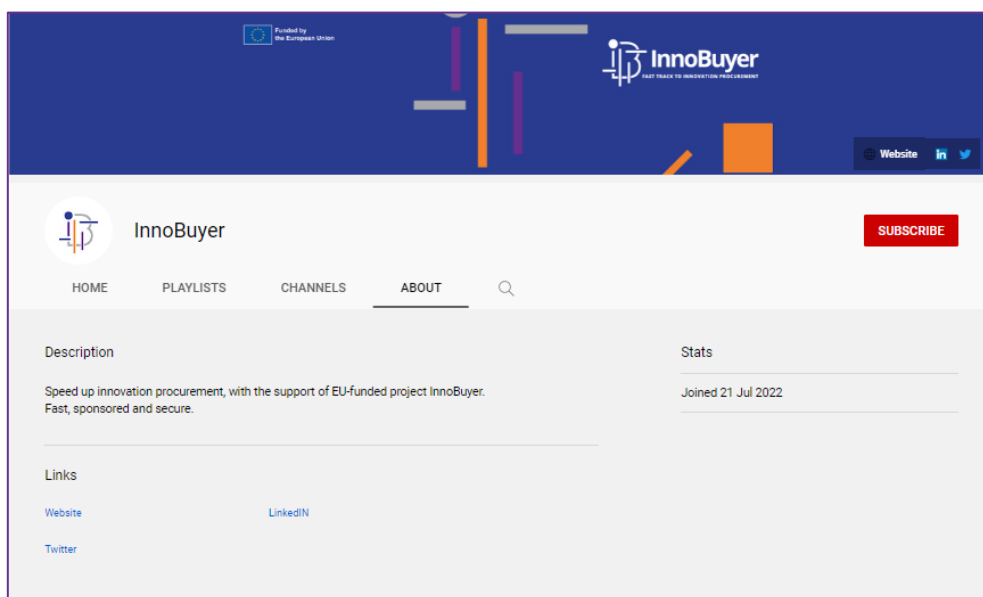 Funded by
the European Union
InnoBuyer
FAST TRACK TO INNOVATION PROCUREMENT
Website
InnoBuyer
SUBSCRIBE
HOME PLAYLISTS CHANNELS ABOUT
Description
Speed up innovation procurement, with the support of EU-funded project InnoBuyer.
Fast, sponsored and secure.
Stats
Joined 21 Jul 2022
Links
Website LinkedIN
Twitter